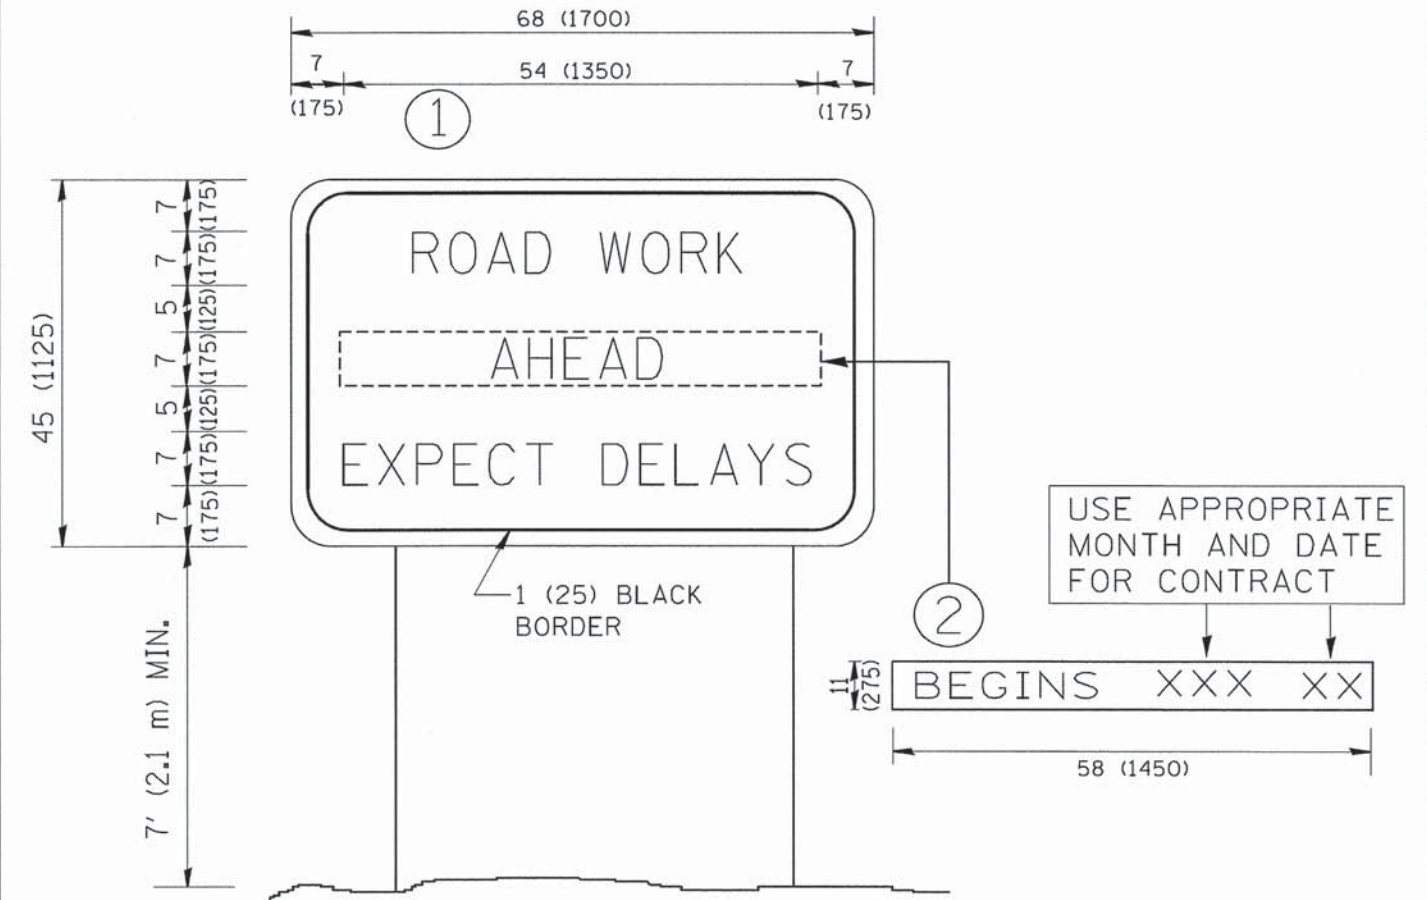 68 (1700)
7
54 (1350)
7
(175)
(175)
1
45 (1125)
7
(175)
7
(175)
5
(125)
7
(175)
5
(125)
7
(175)
7
(175)
ROAD WORK
AHEAD
EXPECT DELAYS
1 (25) BLACK
BORDER
7' (2.1 m) MIN.
USE APPROPRIATE
MONTH AND DATE
FOR CONTRACT
2
11
(275)
BEGINS XXX XX
58 (1450)